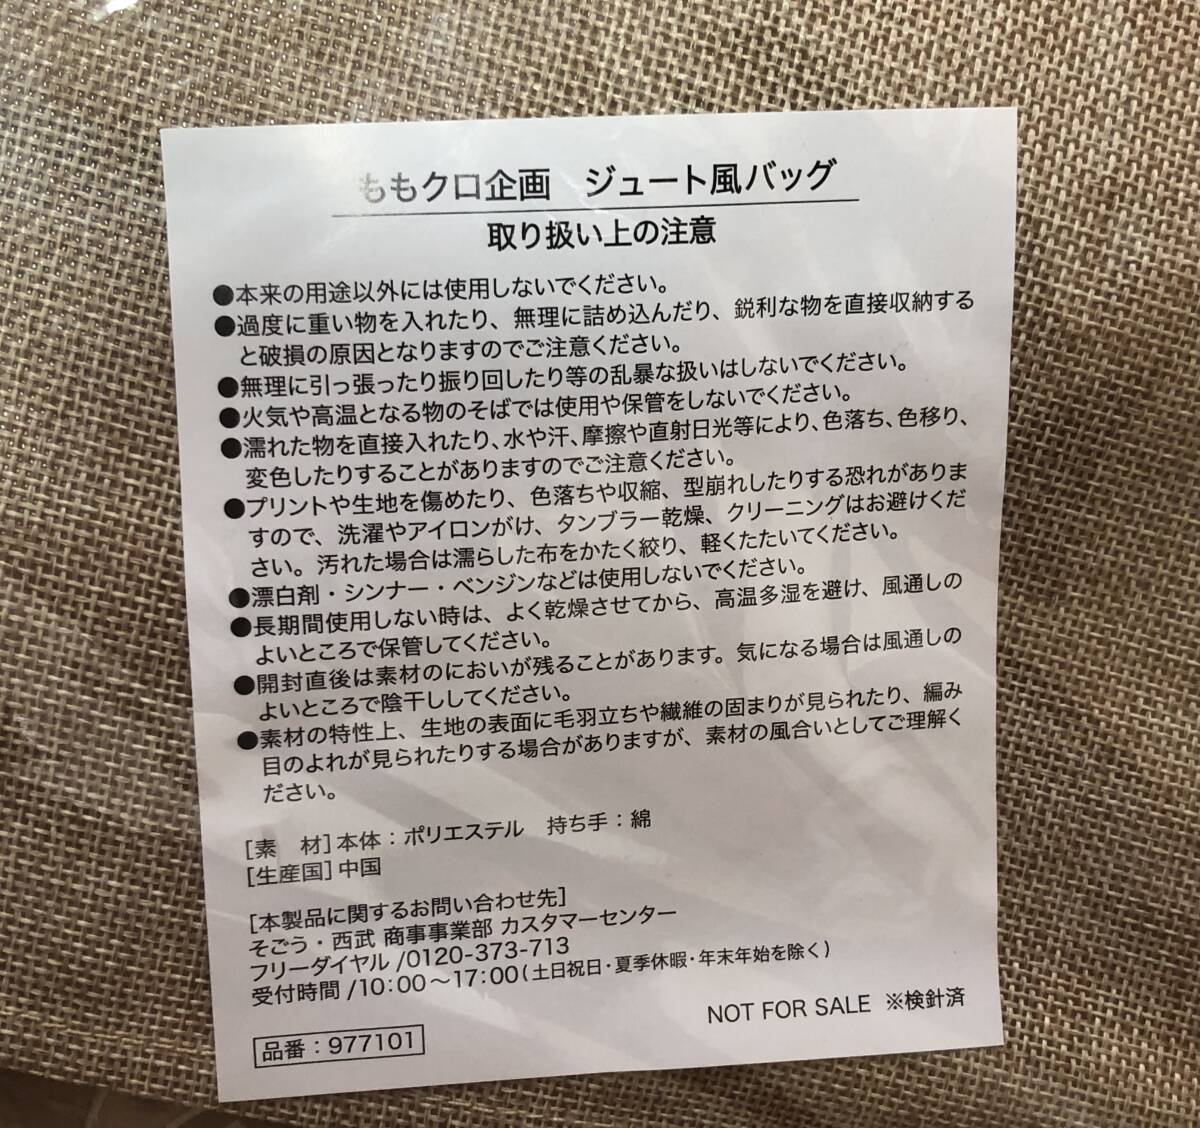 ももクロ企画　ジュート風バッグ
取り扱い上の注意
●本来の用途以外には使用しないでください。
●過度に重い物を入れたり、無理に詰め込んだり、鋭利な物を直接収納する
と破損の原因となりますのでご注意ください。
●無理に引っ張ったり振り回したり等の乱暴な扱いはしないでください。
●火気や高温となる物のそばでは使用や保管をしないでください。
●濡れた物を直接入れたり、水や汗、摩擦や直射日光等により、色落ち、色移り、
変色したりすることがありますのでご注意ください。
●プリントや生地を傷めたり、色落ちや収縮、型崩れしたりする恐れがありま
すので、洗濯やアイロンがけ、タンブラー乾燥、クリーニングはお避けくだ
さい。汚れた場合は濡らした布をかたく絞り、軽くたたいてください。
●漂白剤・シンナー・ベンジンなどは使用しないでください。
●長期間使用しない時は、よく乾燥させてから、高温多湿を避け、風通しの
よいところで保管してください。
●開封直後は素材のにおいが残ることがあります。気になる場合は風通しの
よいところで陰干ししてください。
●素材の特性上、生地の表面に毛羽立ちや繊維の固まりが見られたり、編み
目のよれが見られたりする場合がありますが、素材の風合いとしてご理解く
ださい。
[素　材]本体：ポリエステル　持ち手：綿
[生産国]中国
[本製品に関するお問い合わせ先]
そごう・西武 商事事業部 カスタマーセンター
フリーダイヤル /0120-373-713
受付時間 /10:00～17:00(土日祝日・夏季休暇・年末年始を除く)
NOT FOR SALE ※検針済
品番：977101